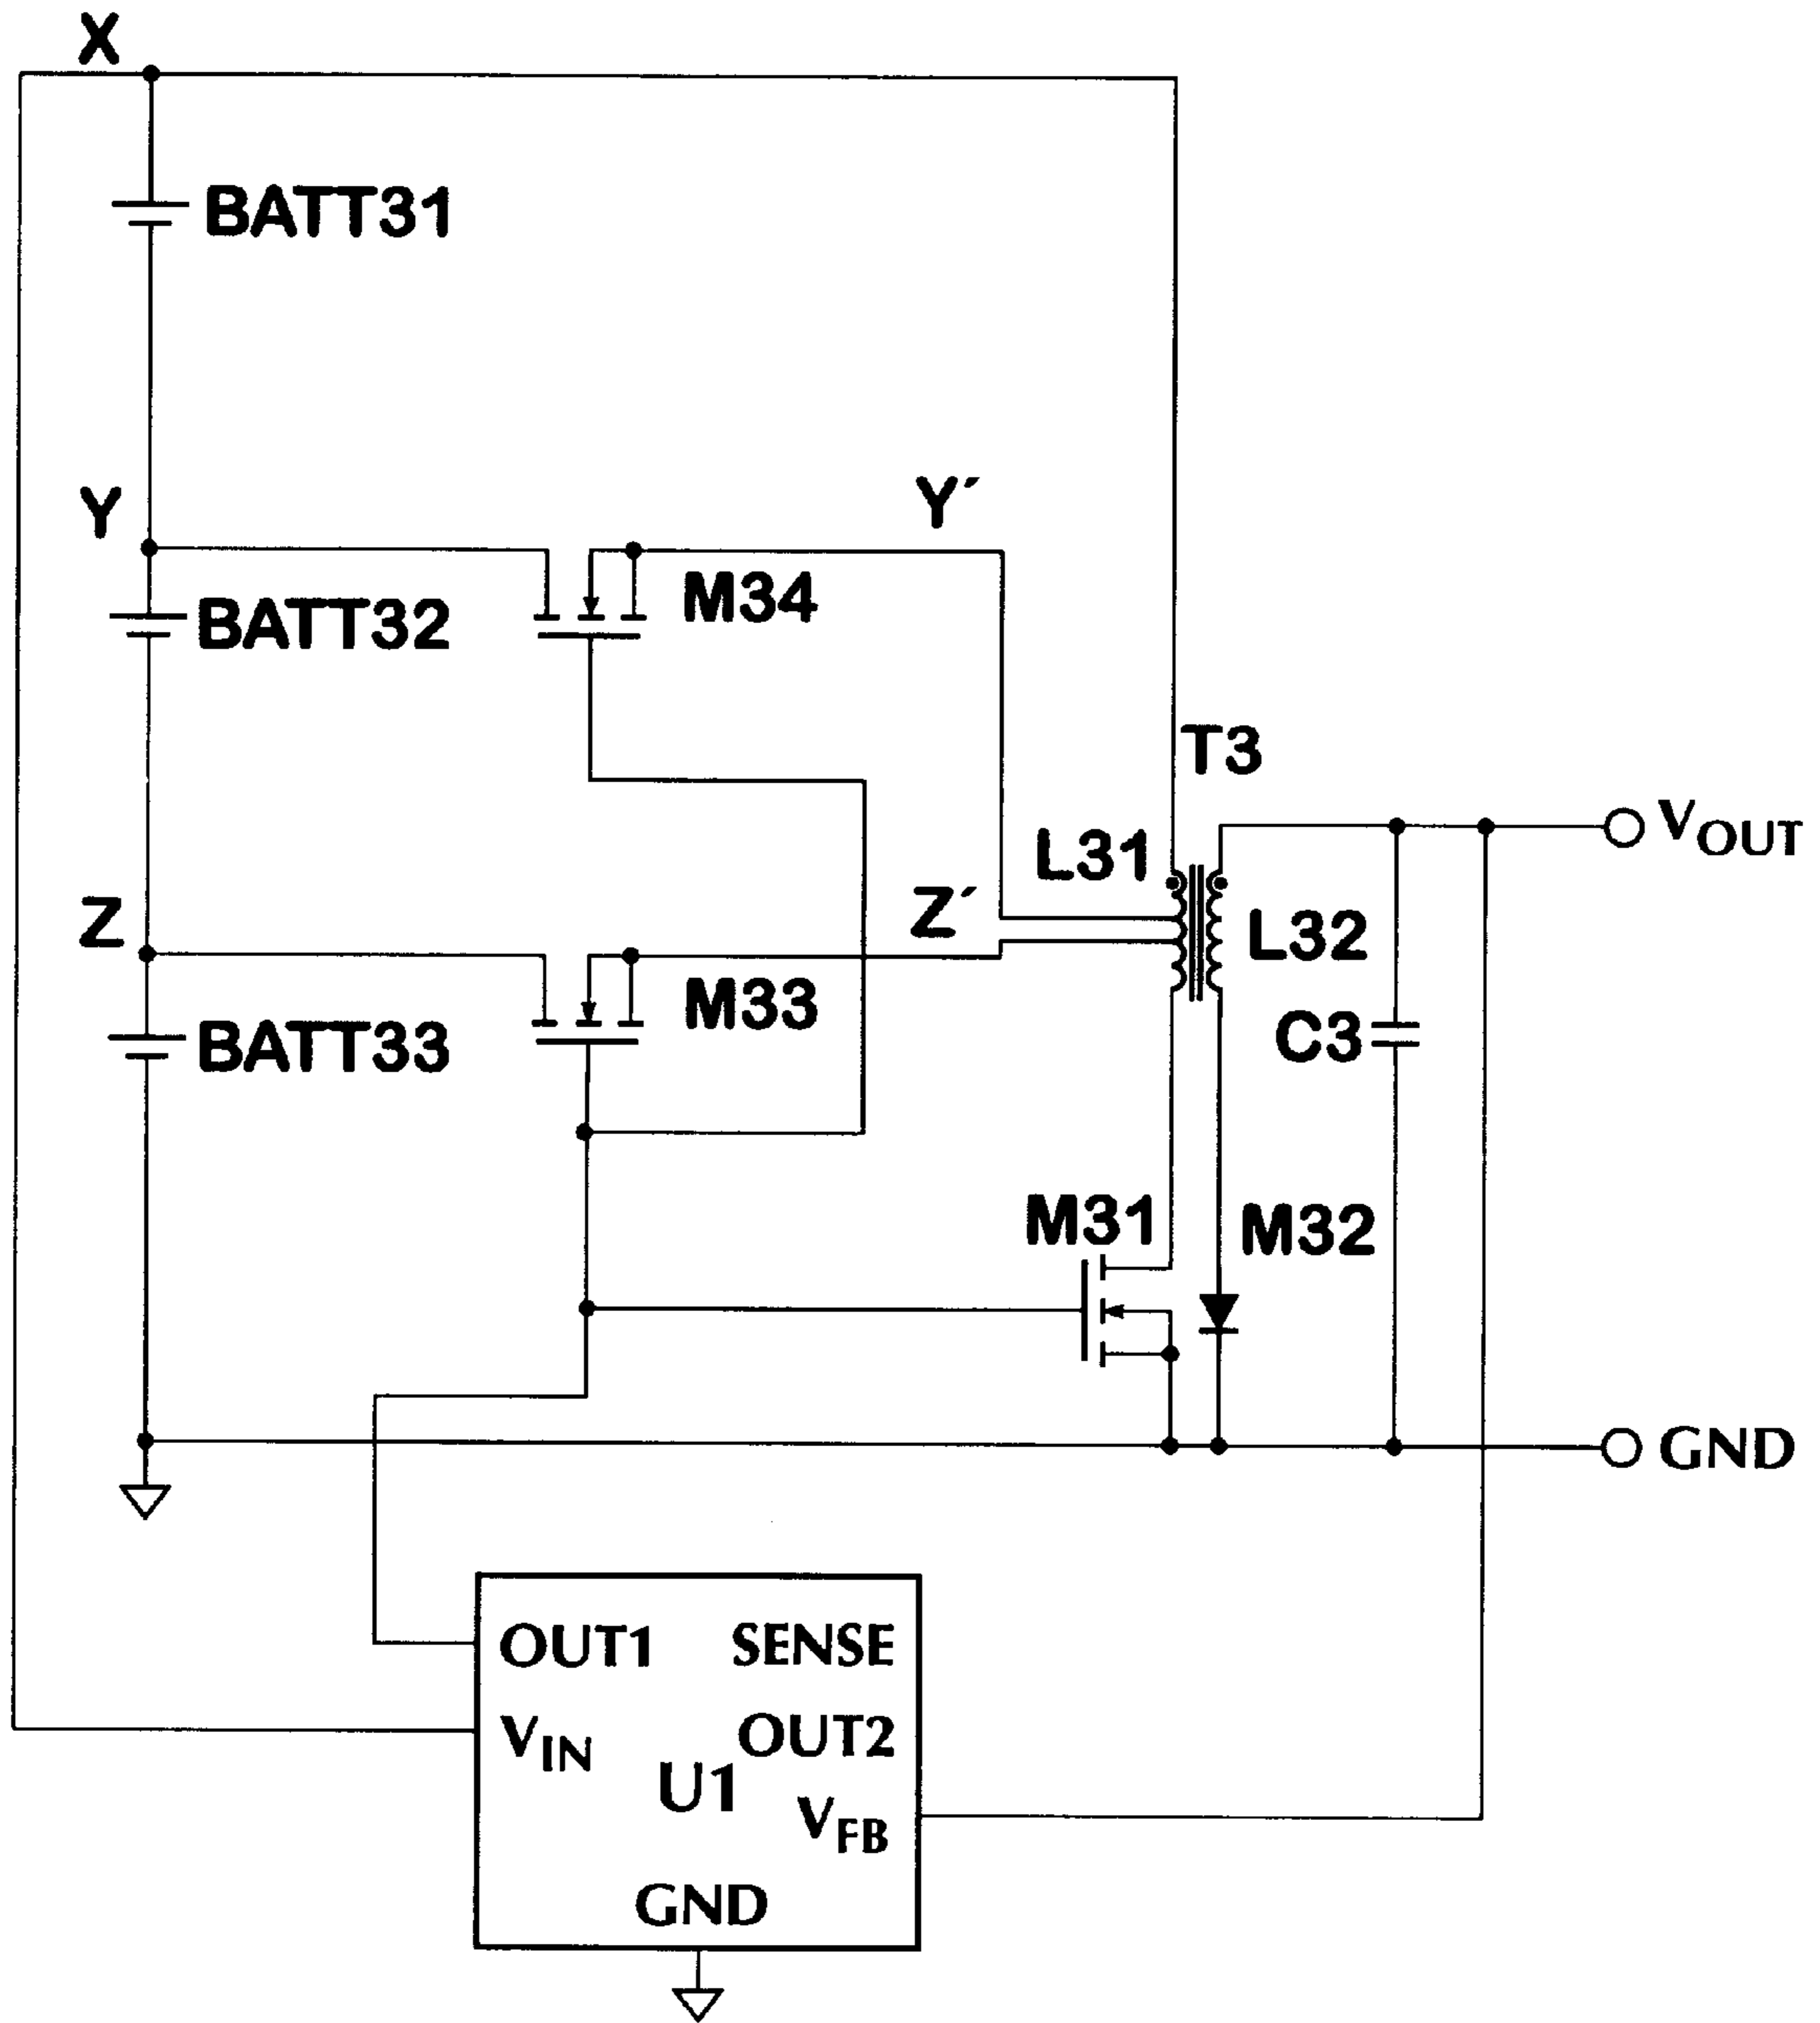 X
BATT31
Y
Y´
M34
BATT32
T3
VOUT
L31
Z
Z´
L32
M33
BATT33
C3
M31
M32
GND
OUT1
SENSE
VIN
OUT2
U1
VFB
GND